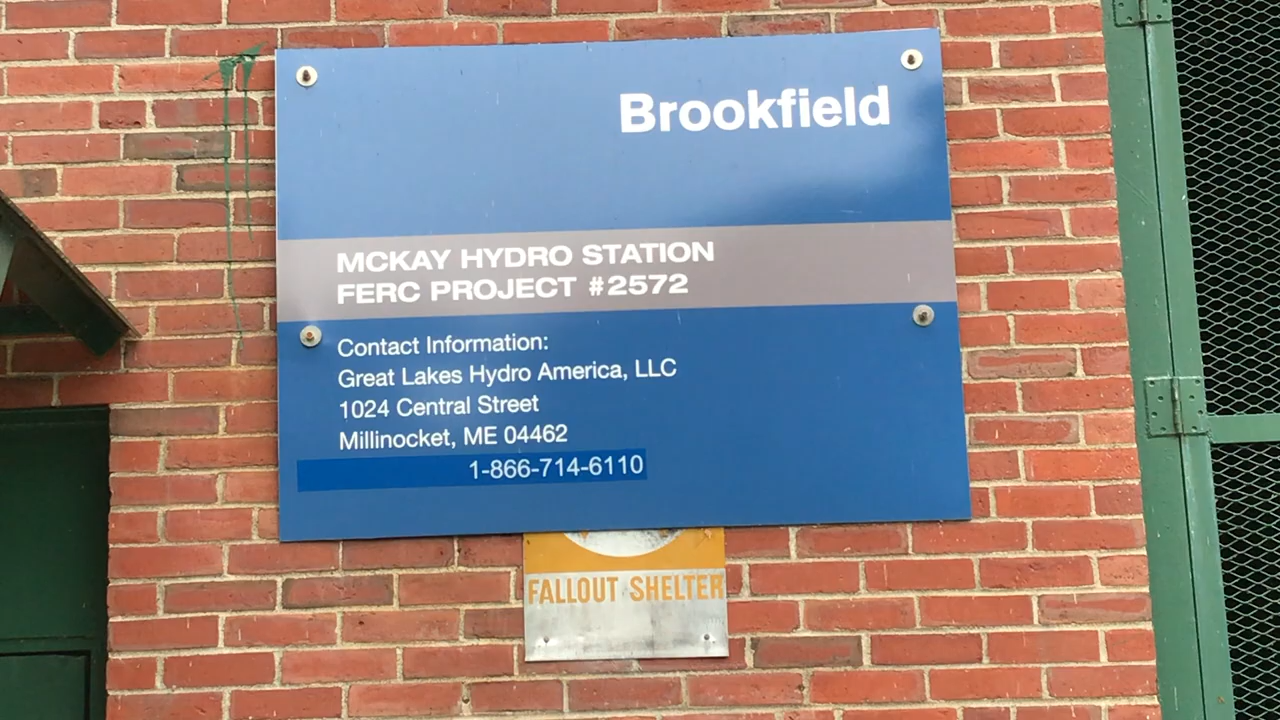 Brookfield
MCKAY HYDRO STATION
FERC PROJECT #2572
Contact Information:
Great Lakes Hydro America, LLC
1024 Central Street
Millinocket, ME 04462
1-866-714-6110
FALLOUT SHELTER